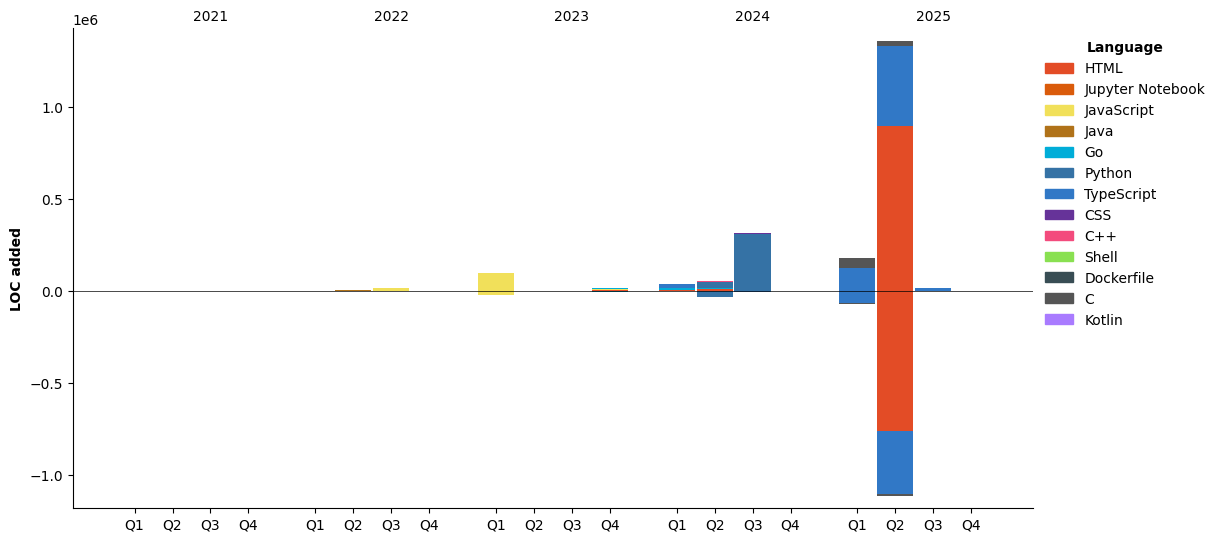 1e6
2021 2022 2023 2024 2025
Language
HTML
Jupyter Notebook
JavaScript
Java
Go
Python
TypeScript
CSS
C++
Shell
Dockerfile
C
Kotlin
LOC added
1.0
0.5
0.0
−0.5
−1.0
Q1 Q2 Q3 Q4 Q1 Q2 Q3 Q4 Q1 Q2 Q3 Q4 Q1 Q2 Q3 Q4 Q1 Q2 Q3 Q4